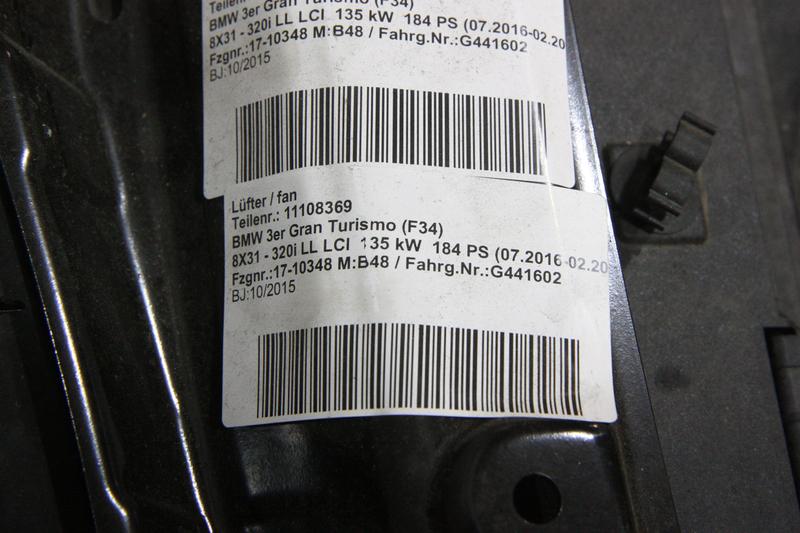 Teilenr
BMW 3er Gran Turismo (F34)
8X31 - 320i LL LCI 135 kW 184 PS (07.2016-02.20
Fzgnr.:17-10348 M:B48 / Fahrg.Nr.:G441602
BJ:10/2015
Lüfter / fan
Teilenr.: 11108369
BMW 3er Gran Turismo (F34)
8X31 - 320i LL LCI 135 kW 184 PS (07.2016-02.20
Fzgnr.:17-10348 M:B48 / Fahrg.Nr.:G441602
BJ:10/2015